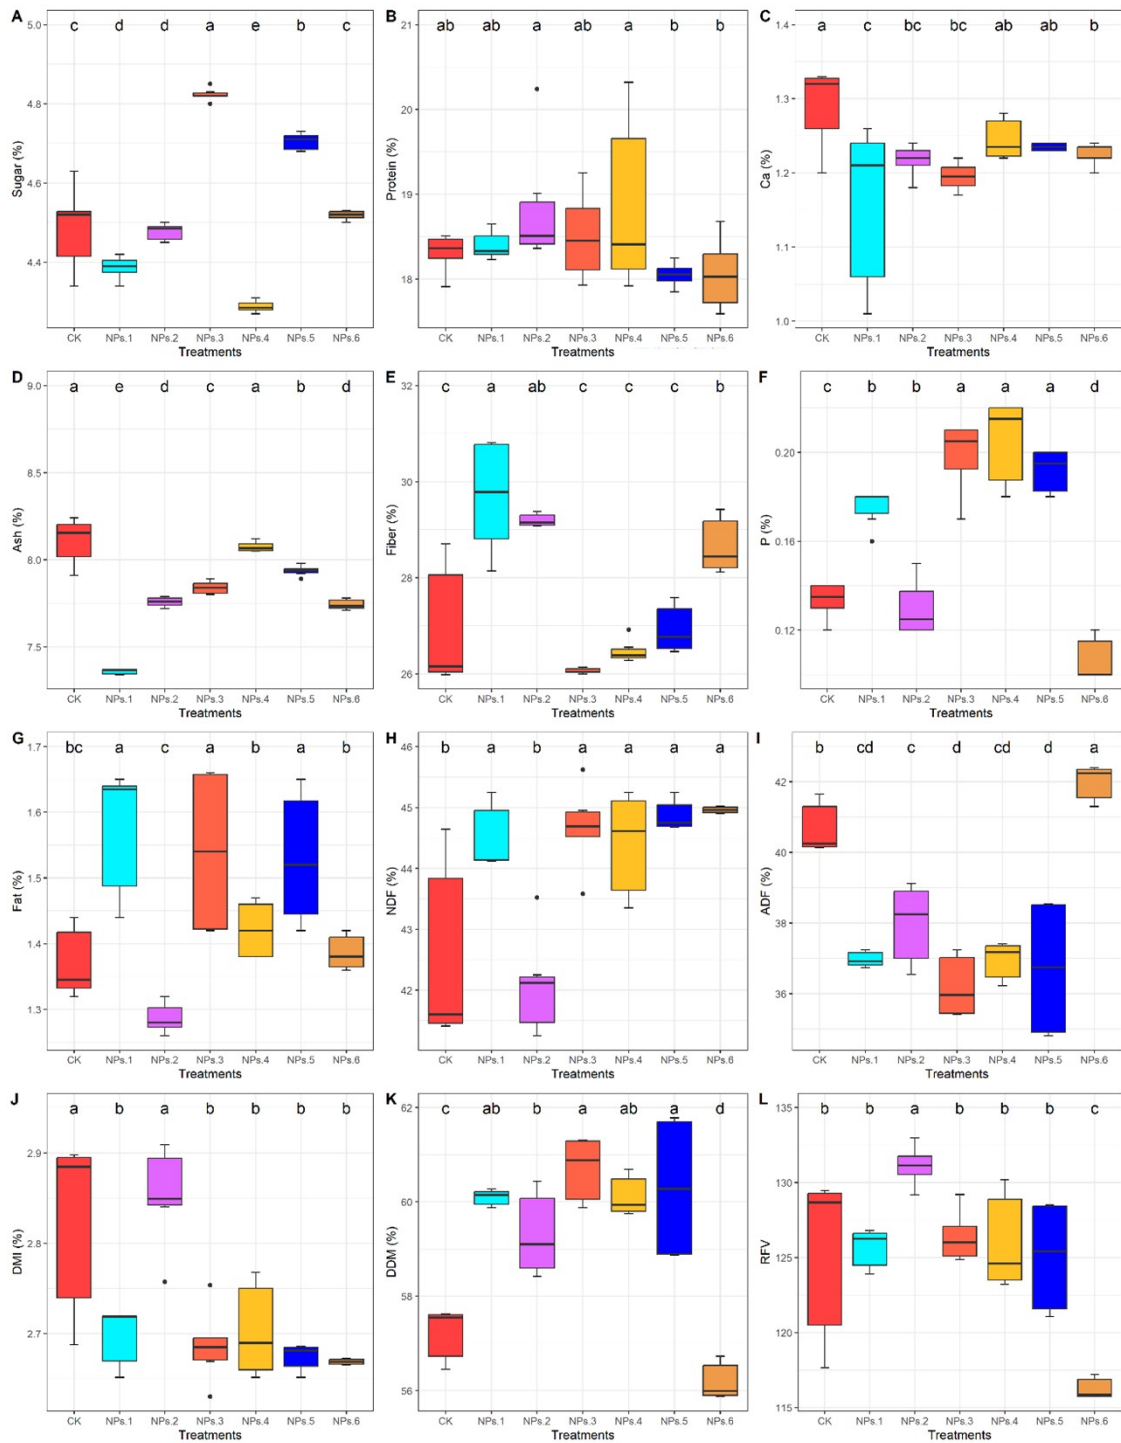 A
Sugar (%)
5.0
4.8
4.6
4.4
c d d a e b c
CK NPs.1 NPs.2 NPs.3 NPs.4 NPs.5 NPs.6
Treatments
B
Protein (%)
21
20
19
18
ab ab a ab a b b
CK NPs.1 NPs.2 NPs.3 NPs.4 NPs.5 NPs.6
Treatments
C
Ca (%)
1.4
1.3
1.2
1.1
1.0
a c bc bc ab ab b
CK NPs.1 NPs.2 NPs.3 NPs.4 NPs.5 NPs.6
Treatments
D
Ash (%)
9.0
8.5
8.0
7.5
a e d c a b d
CK NPs.1 NPs.2 NPs.3 NPs.4 NPs.5 NPs.6
Treatments
E
Fiber (%)
32
30
28
26
c a ab c c c b
CK NPs.1 NPs.2 NPs.3 NPs.4 NPs.5 NPs.6
Treatments
F
P (%)
0.20
0.16
0.12
c b b a a a d
CK NPs.1 NPs.2 NPs.3 NPs.4 NPs.5 NPs.6
Treatments
G
Fat (%)
1.7
1.6
1.5
1.4
1.3
bc a c a b a b
CK NPs.1 NPs.2 NPs.3 NPs.4 NPs.5 NPs.6
Treatments
H
NDF (%)
46
45
44
43
42
b a b a a a a
CK NPs.1 NPs.2 NPs.3 NPs.4 NPs.5 NPs.6
Treatments
I
ADF (%)
42
40
38
36
b cd c d cd d a
CK NPs.1 NPs.2 NPs.3 NPs.4 NPs.5 NPs.6
Treatments
J
DMI (%)
2.9
2.8
2.7
a b a b b b b
CK NPs.1 NPs.2 NPs.3 NPs.4 NPs.5 NPs.6
Treatments
K
DDM (%)
62
60
58
56
c ab b a ab a d
CK NPs.1 NPs.2 NPs.3 NPs.4 NPs.5 NPs.6
Treatments
L
RFV
135
130
125
120
115
b b a b b b c
CK NPs.1 NPs.2 NPs.3 NPs.4 NPs.5 NPs.6
Treatments